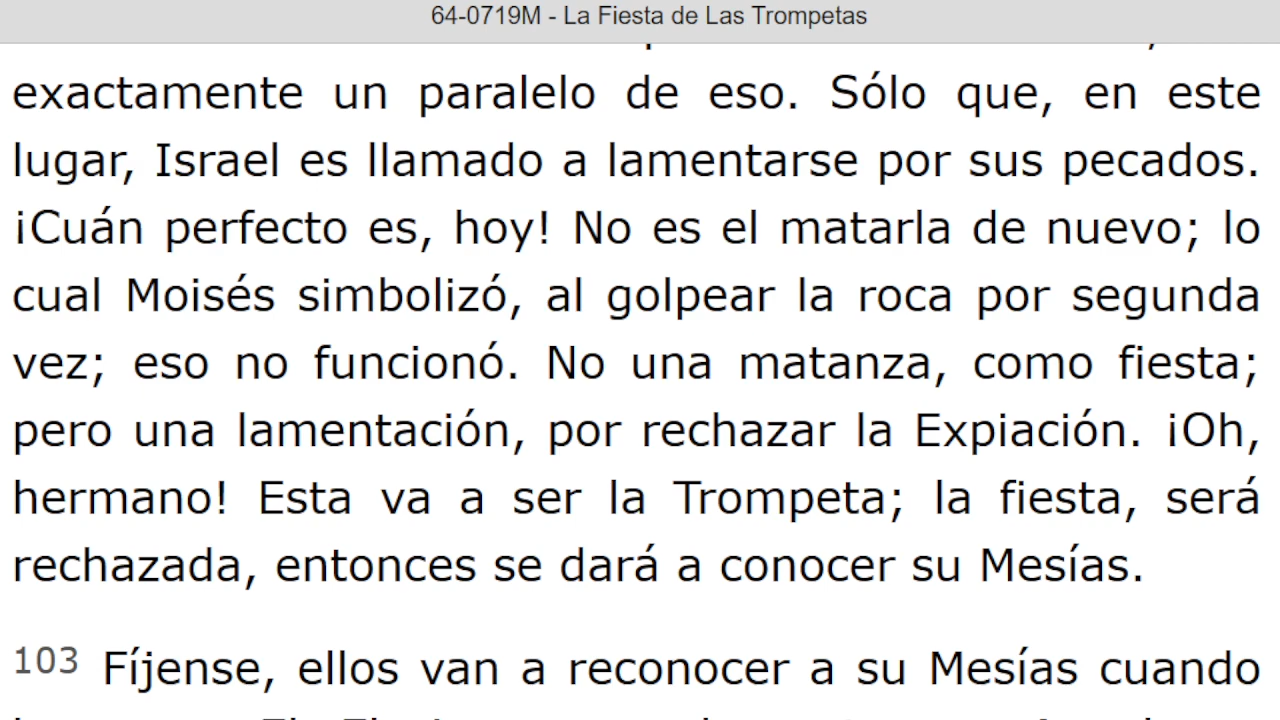 64-0719M - La Fiesta de Las Trompetas
exactamente un paralelo de eso. Sólo que, en este
lugar, Israel es llamado a lamentarse por sus pecados.
¡Cuán perfecto es, hoy! No es el matarla de nuevo; lo
cual Moisés simbolizó, al golpear la roca por segunda
vez; eso no funcionó. No una matanza, como fiesta;
pero una lamentación, por rechazar la Expiación. ¡Oh,
hermano! Esta va a ser la Trompeta; la fiesta, será
rechazada, entonces se dará a conocer su Mesías.
103 Fíjense, ellos van a reconocer a su Mesías cuando